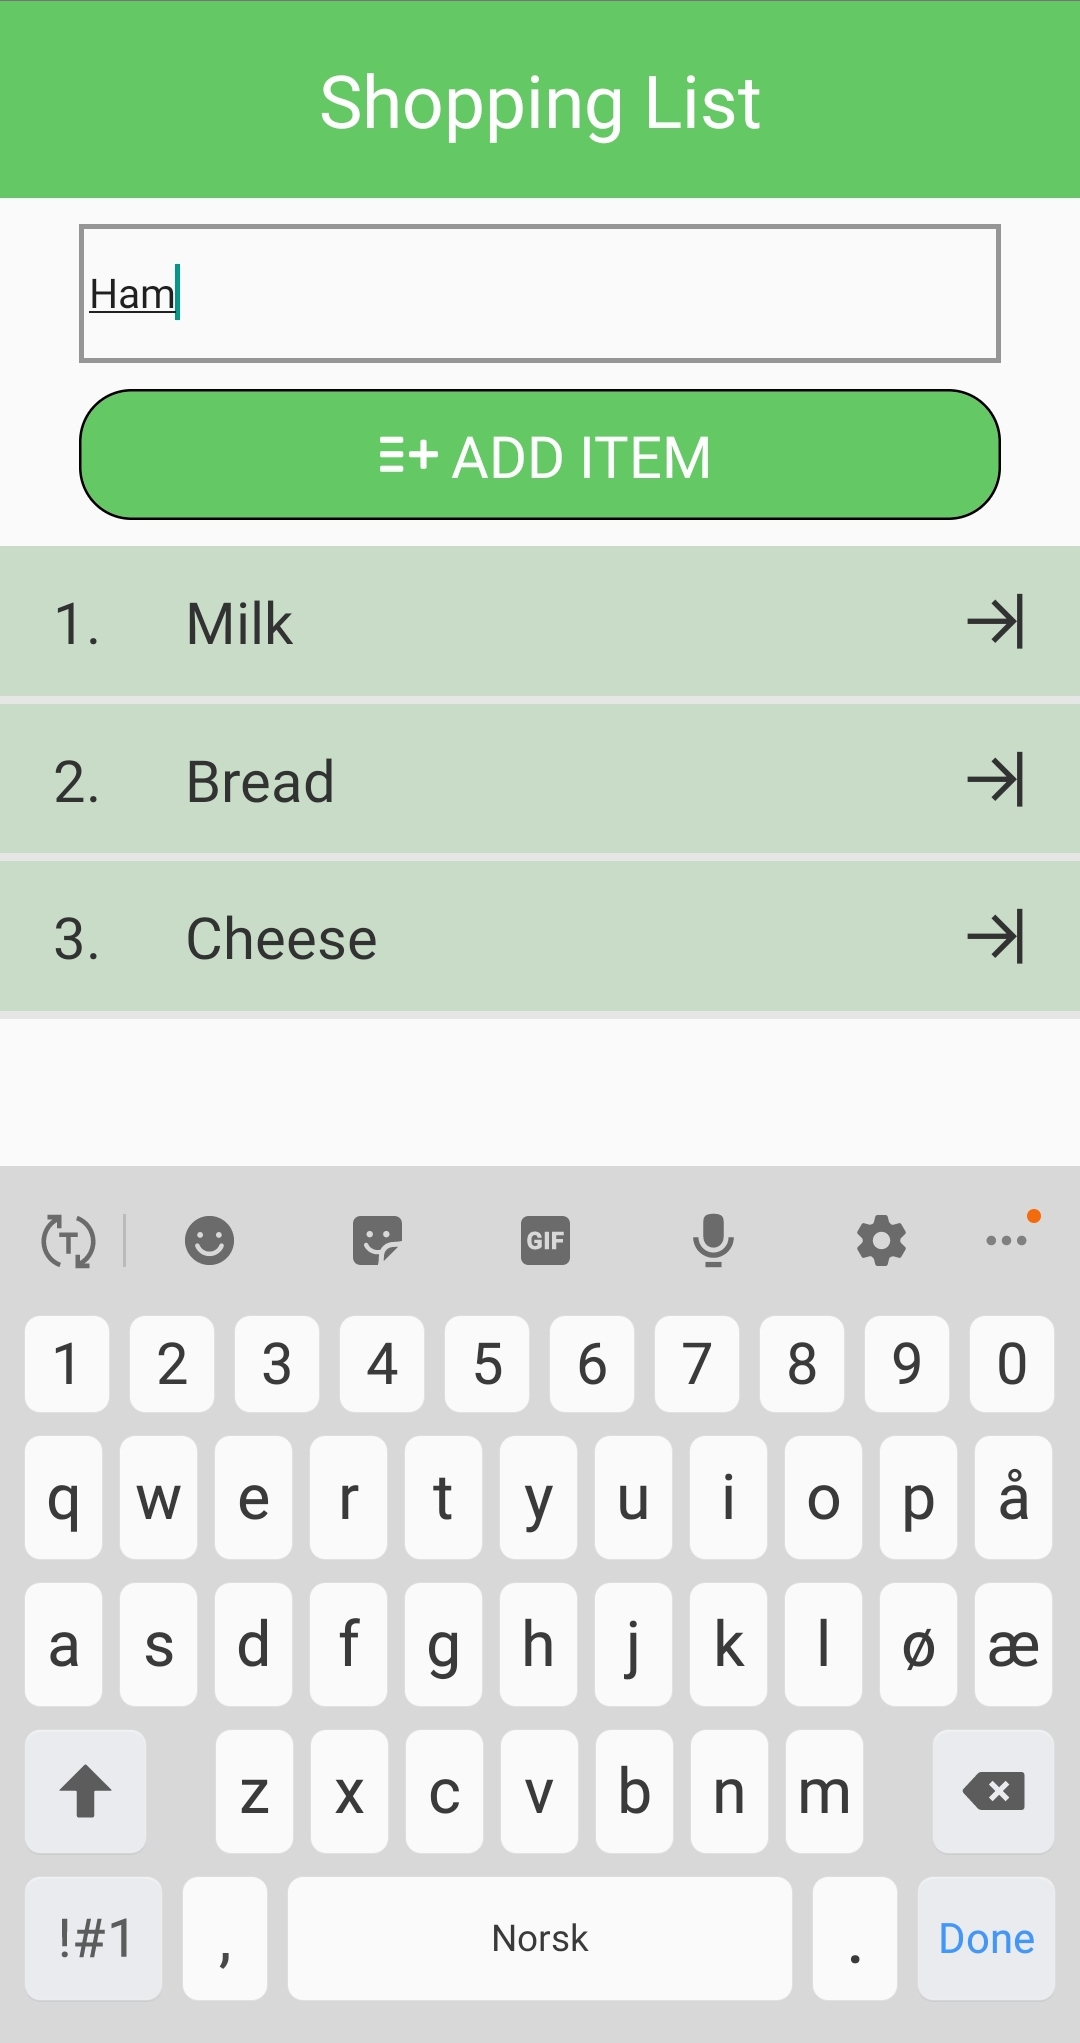 Shopping List
Ham
ADD ITEM
1. Milk
2. Bread
3. Cheese
T GIF
1 2 3 4 5 6 7 8 9 0
q w e r t y u i o p å
a s d f g h j k l ø æ
z x c v b n m
!#1 , Norsk . Done